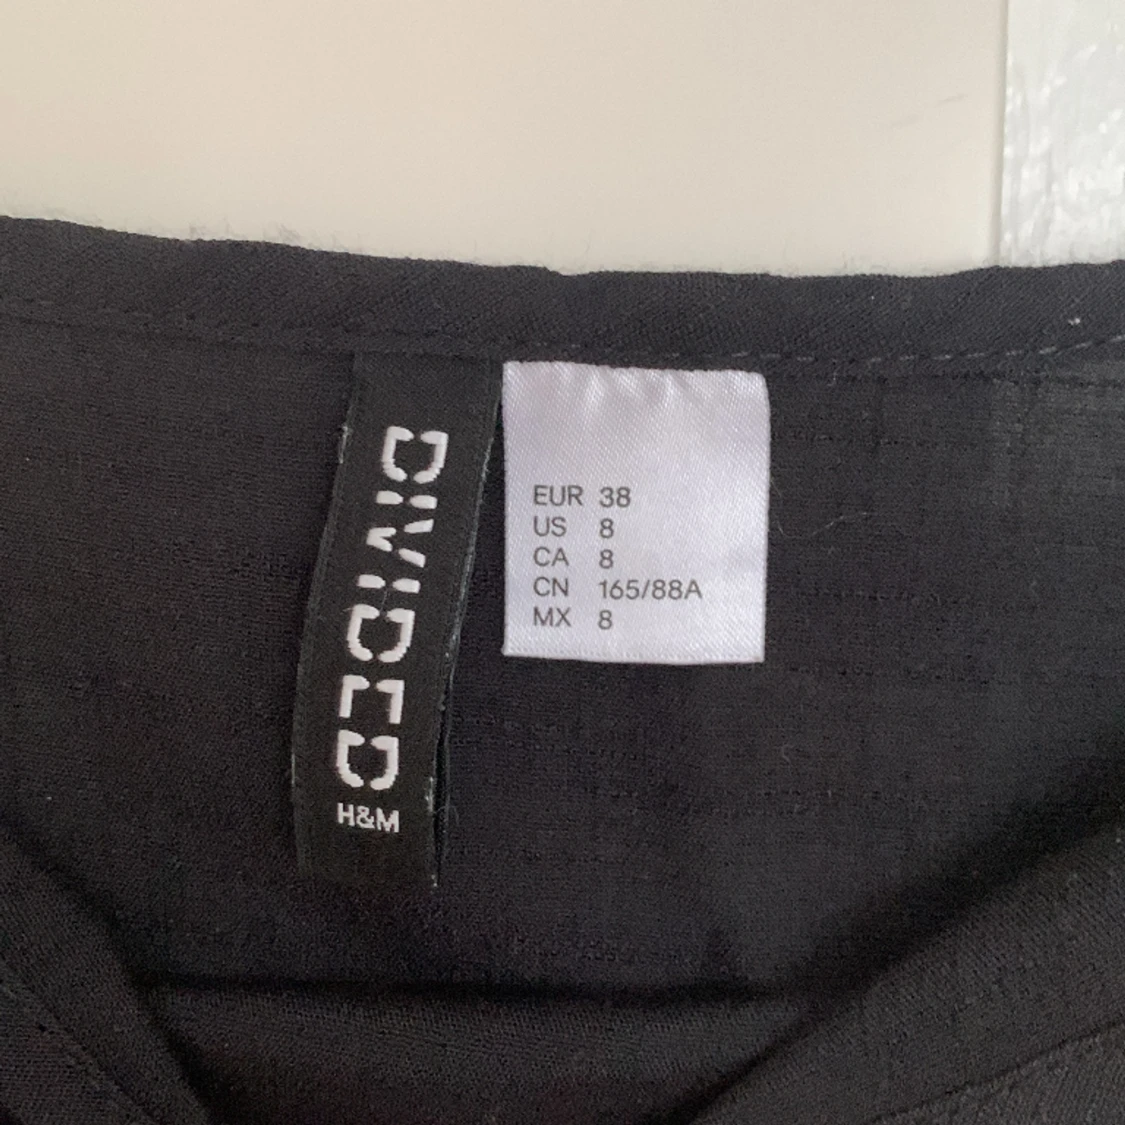 DIVIDED
H&M
EUR 38
US 8
CA 8
CN 165/88A
MX 8